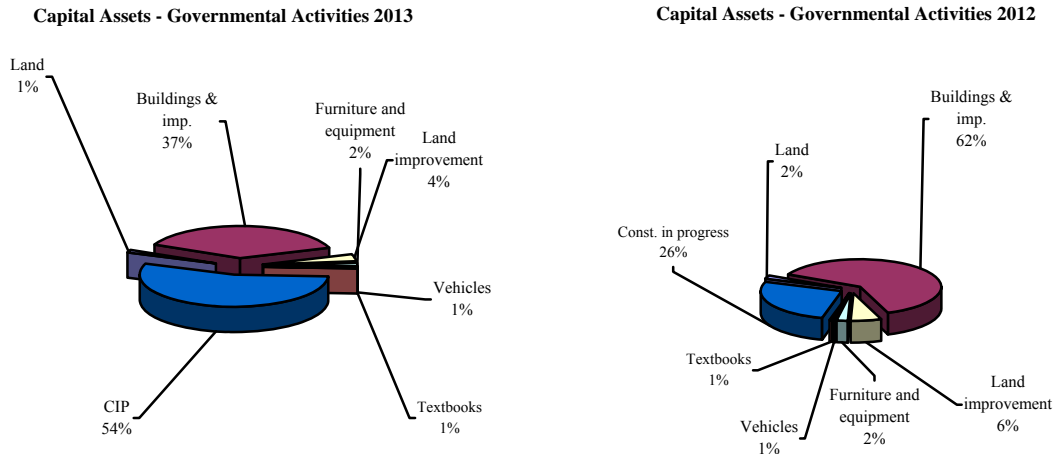 Capital Assets - Governmental Activities 2013
Land
1%
Buildings &
imp.
37%
Furniture and
equipment
2%
Land
improvement
4%
Vehicles
1%
Textbooks
1%
CIP
54%
Capital Assets - Governmental Activities 2012
Buildings &
imp.
62%
Land
2%
Const. in progress
26%
Textbooks
1%
Vehicles
1%
Furniture and
equipment
2%
Land
improvement
6%